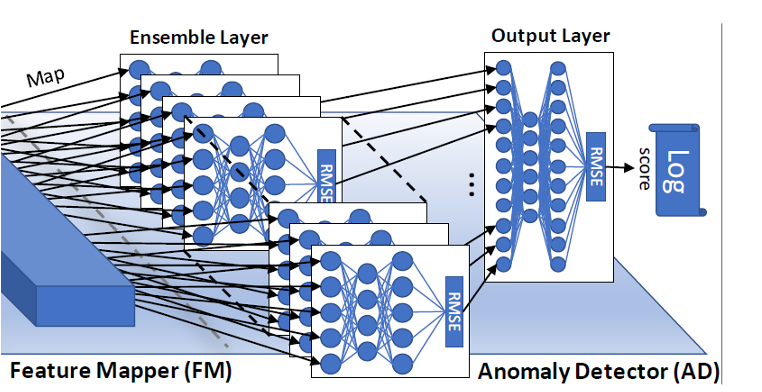 Ensemble Layer
Output Layer
Map
RMSE
RMSE
RMSE
Log
score
Feature Mapper (FM)
Anomaly Detector (AD)